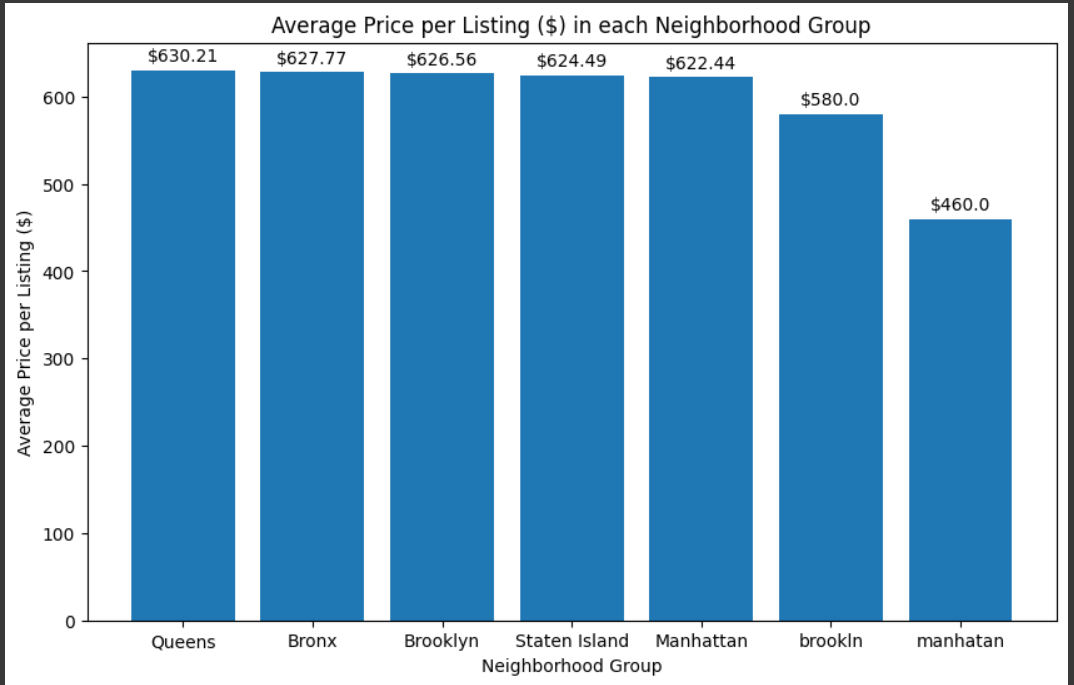 Average Price per Listing ($) in each Neighborhood Group
$630.21 $627.77 $626.56 $624.49 $622.44 $580.0 $460.0
Average Price per Listing ($)
600
500
400
300
200
100
0
Queens Bronx Brooklyn Staten Island Manhattan brookln manhatan
Neighborhood Group